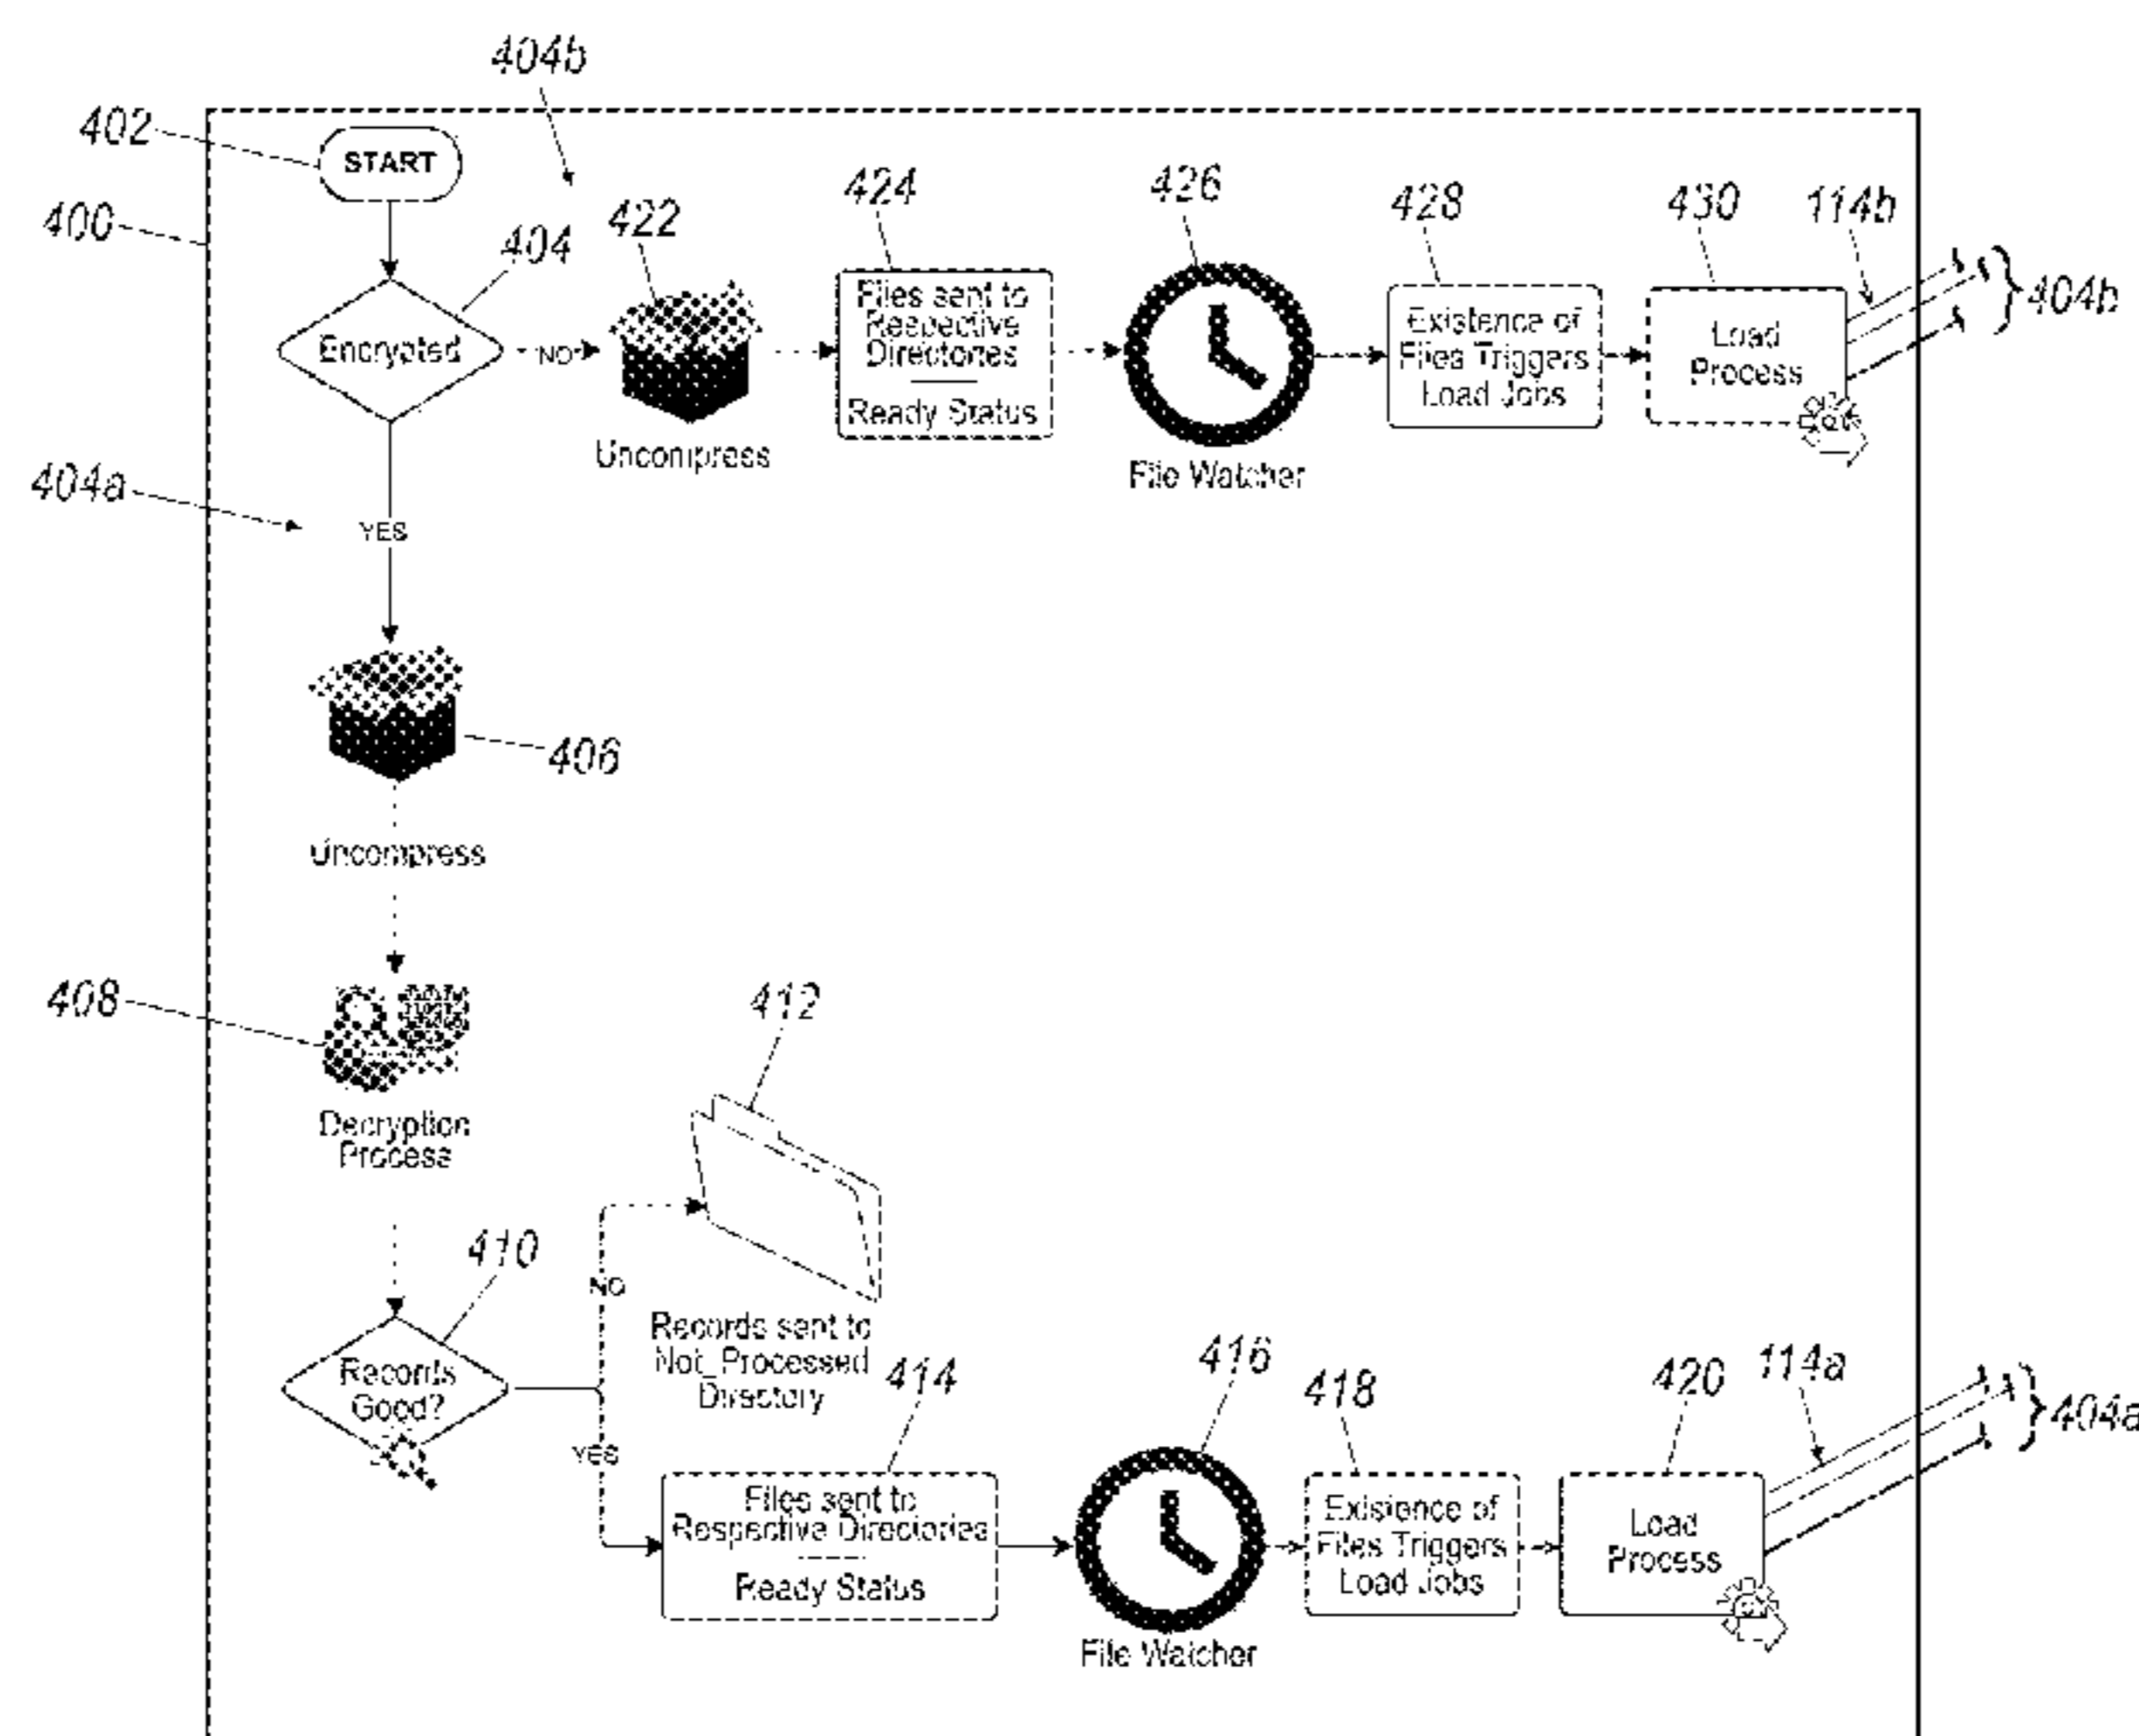 404b
402
START
400
424
426
428
430
114b
422
404
Files sent to
Respective
Directories
Ready Status
Existence of
Files Triggers
Load Jobs
Load
Process
404b
Encrypted
NO
Uncompress
File Watcher
404a
YES
406
Uncompress
408
412
Decryption
Process
410
NO
Records sent to
Not_Processed
Directory
Records
Good?
414
416
418
420
114a
404a
YES
Files sent to
Respective Directories
Ready Status
Existence of
Files Triggers
Load Jobs
Load
Process
File Watcher